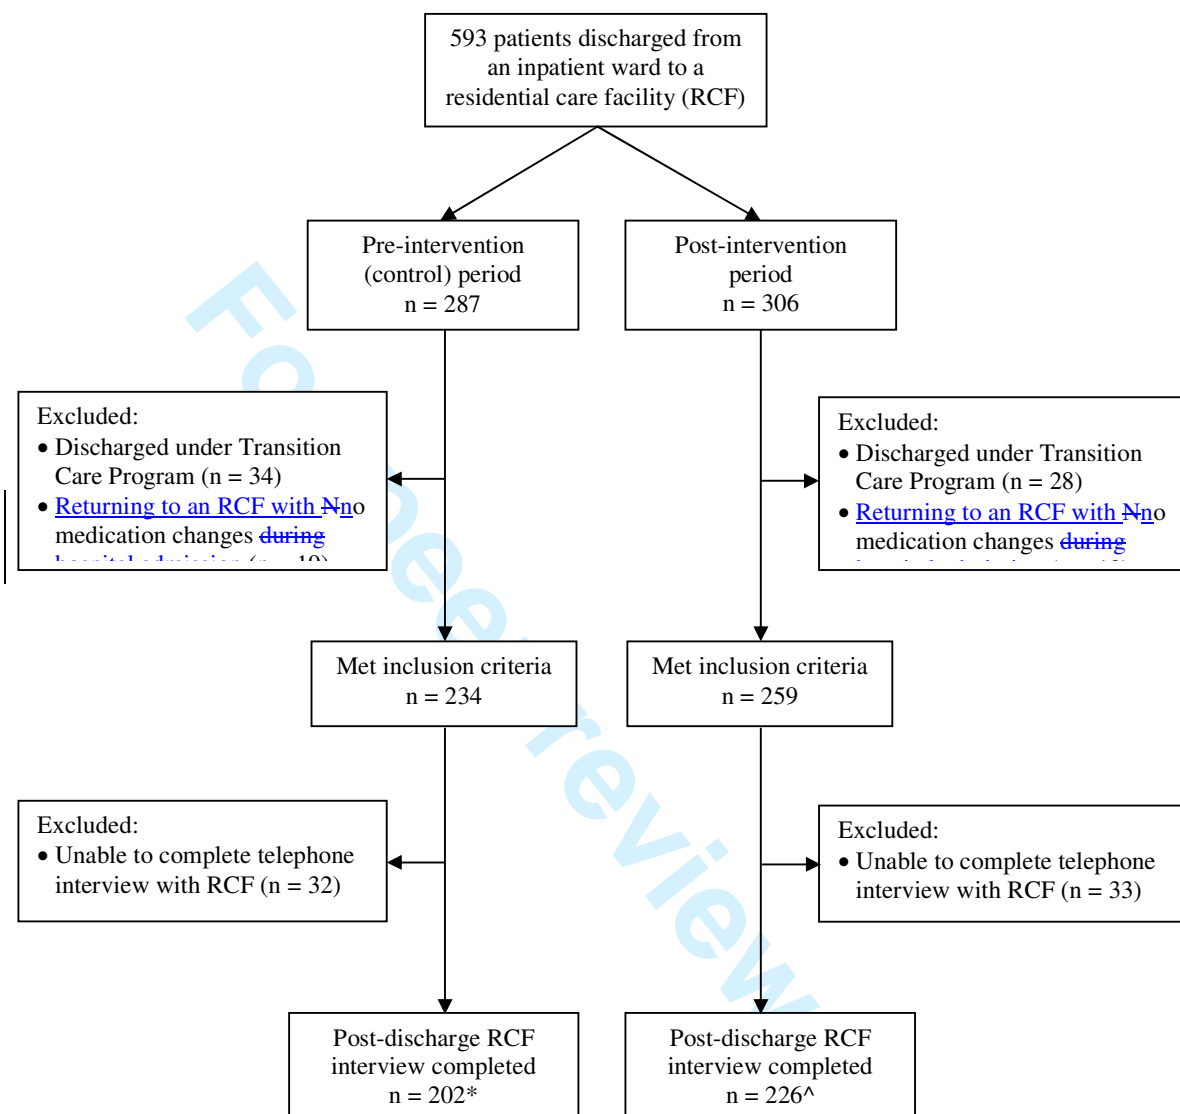 593 patients discharged from
an inpatient ward to a
residential care facility (RCF)
Pre-intervention
(control) period
n = 287
Post-intervention
period
n = 306
Excluded:
• Discharged under Transition
Care Program (n = 34)
• Returning to an RCF with Nno
medication changes during
hospital admission (n = 19)
Excluded:
• Discharged under Transition
Care Program (n = 28)
• Returning to an RCF with Nno
medication changes during
Met inclusion criteria
n = 234
Met inclusion criteria
n = 259
Excluded:
• Unable to complete telephone
interview with RCF (n = 32)
Excluded:
• Unable to complete telephone
interview with RCF (n = 33)
Post-discharge RCF
interview completed
n = 202*
Post-discharge RCF
interview completed
n = 226^
review